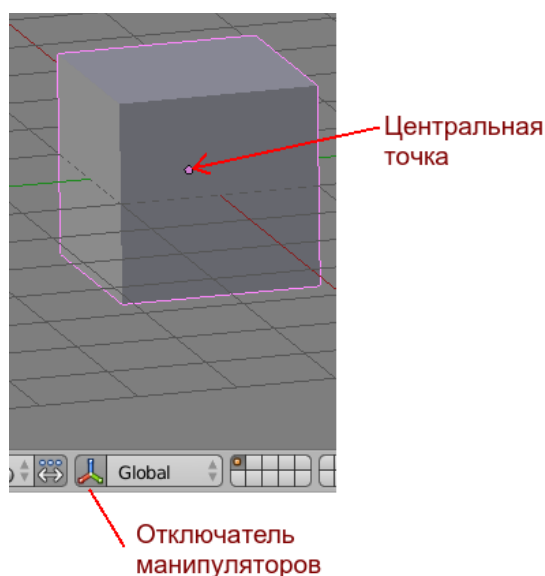 Центральная
точка
Global
Отключатель
манипуляторов